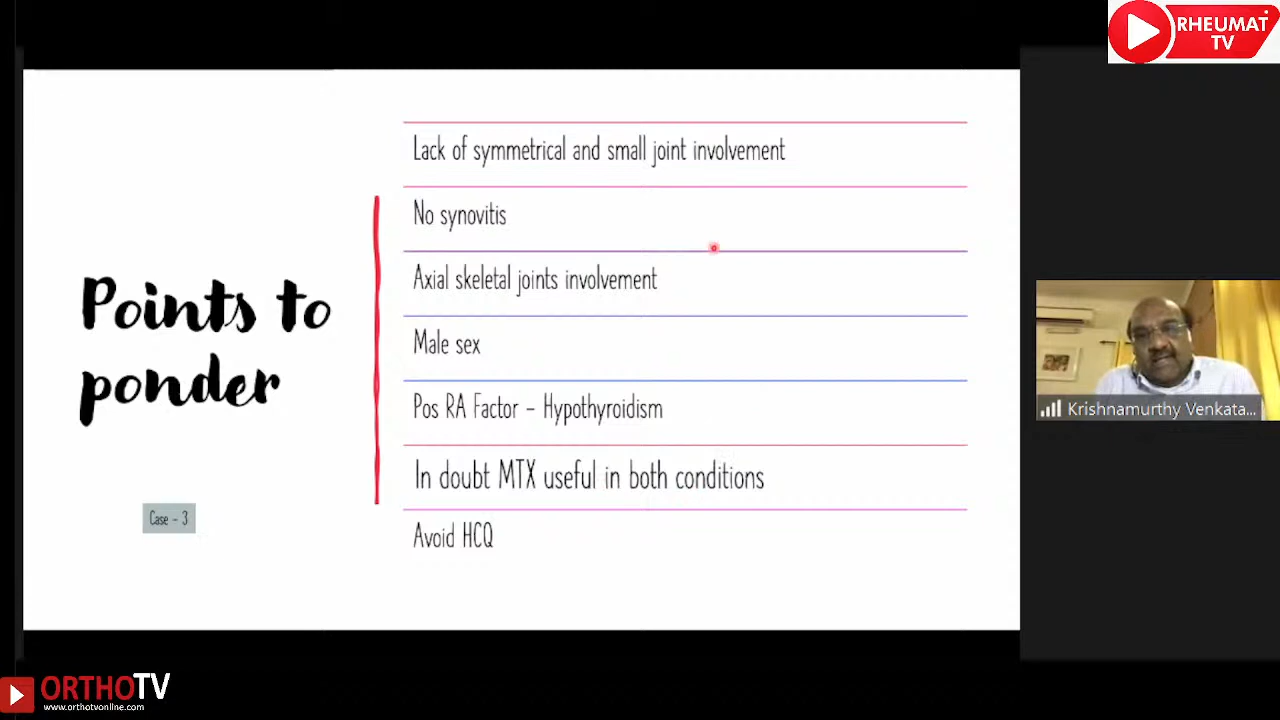 RHEUMAT
TV
Lack of symmetrical and small joint involvement
No synovitis
Axial skeletal joints involvement
Points to
ponder
Male sex
Pos RA Factor – Hypothyroidism
In doubt MTX useful in both conditions
Case – 3
Avoid HCQ
Krishnamurthy Venkata...
ORTHOTV
www.orthotvonline.com